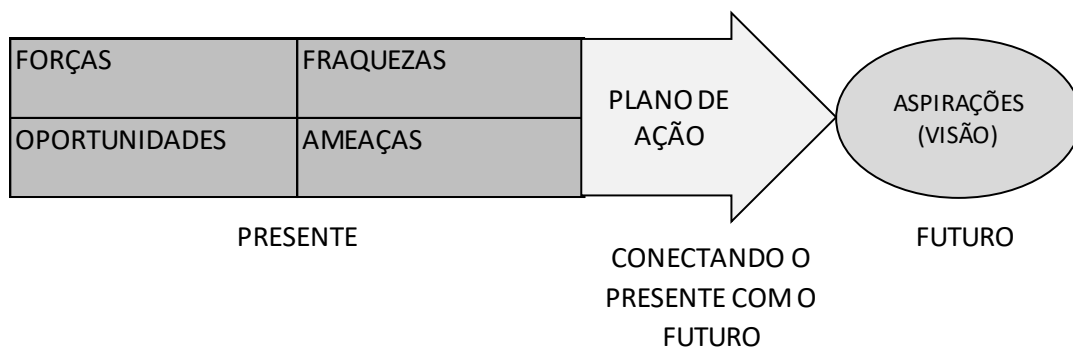 FORÇAS
FRAQUEZAS
OPORTUNIDADES
AMEAÇAS
PLANO DE
AÇÃO
ASPIRAÇÕES
(VISÃO)
PRESENTE
CONECTANDO O
PRESENTE COM O
FUTURO
FUTURO